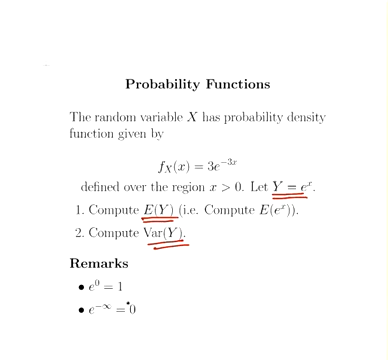 Probability Functions
The random variable X has probability density
function given by
f_X(x) = 3e^{-3x}
defined over the region x > 0. Let Y = e^x.
1. Compute E(Y) (i.e. Compute E(e^x)).
2. Compute Var(Y).
Remarks
• e^0 = 1
• e^{-∞} = 0